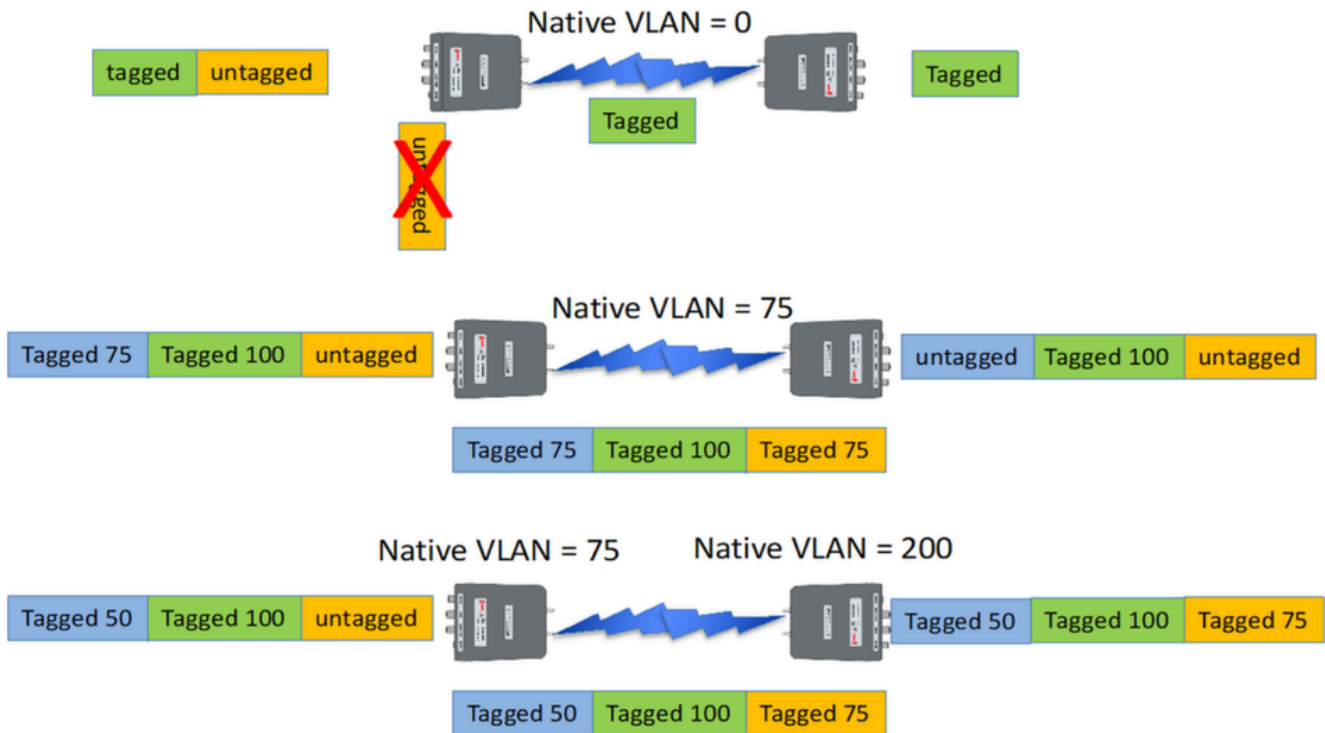 Native VLAN = 0
tagged untagged Tagged
Tagged
untagged
Native VLAN = 75
Tagged 75 Tagged 100 untagged untagged Tagged 100 untagged
Tagged 75 Tagged 100 Tagged 75
Native VLAN = 75 Native VLAN = 200
Tagged 50 Tagged 100 untagged Tagged 50 Tagged 100 Tagged 75
Tagged 50 Tagged 100 Tagged 75